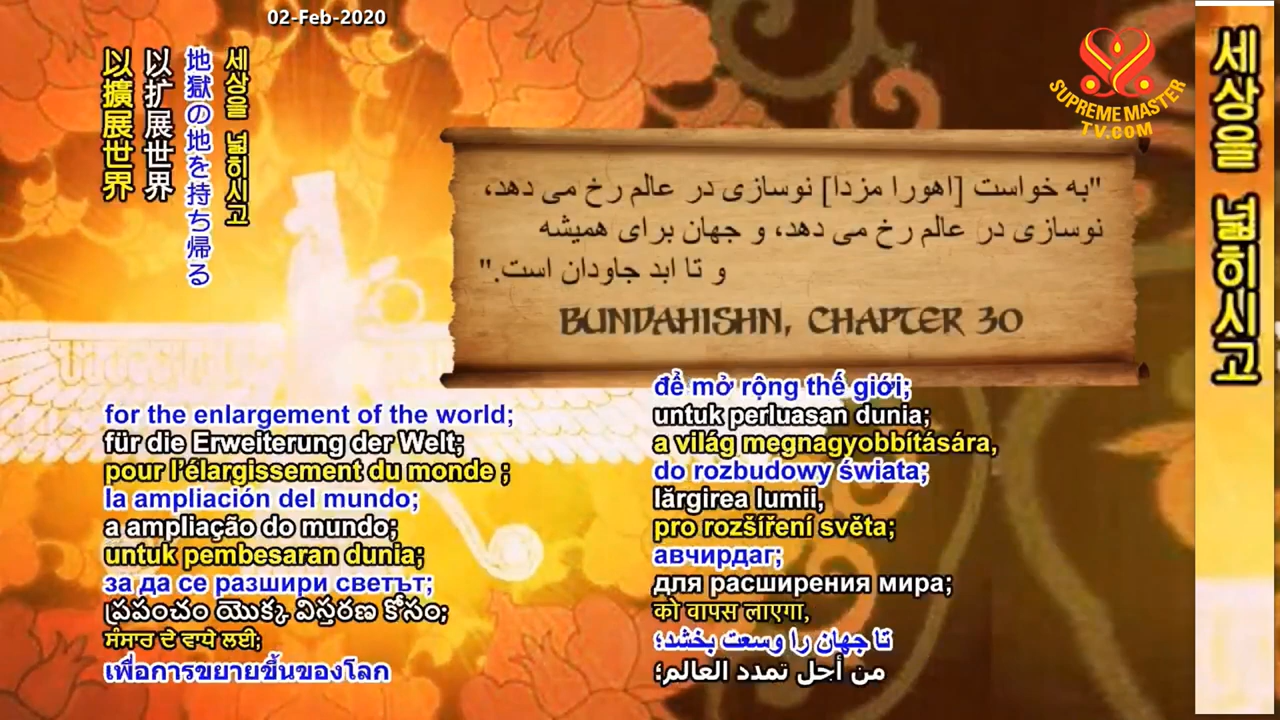 02-Feb-2020
세상을 넓히시고
地獄の地を持ち帰る
以扩展世界
以擴展世界
SUPREME MASTER
TV.COM
"به خواست [اهورا مزدا] نوسازی در عالم رخ می دهد،
نوسازی در عالم رخ می دهد، و جهان برای همیشه
و تا ابد جاودان است."
BUNDAHISHN, CHAPTER 30
for the enlargement of the world;
für die Erweiterung der Welt;
pour l'élargissement du monde ;
la ampliación del mundo;
a ampliação do mundo;
untuk pembesaran dunia;
за да се разшири светът;
ప్రపంచం యొక్క విస్తరణ కోసం;
ਸੰਸਾਰ ਦੇ ਵਾਧੇ ਲਈ;
เพื่อการขยายขึ้นของโลก
để mở rộng thế giới;
untuk perluasan dunia;
a világ megnagyobbítására,
do rozbudowy świata;
lărgirea lumii,
pro rozšíření světa;
авчирдаг;
для расширения мира;
को वापस लाएगा,
تا جهان را وسعت بخشد؛
من أجل تمدد العالم؛
세상을 넓히시고